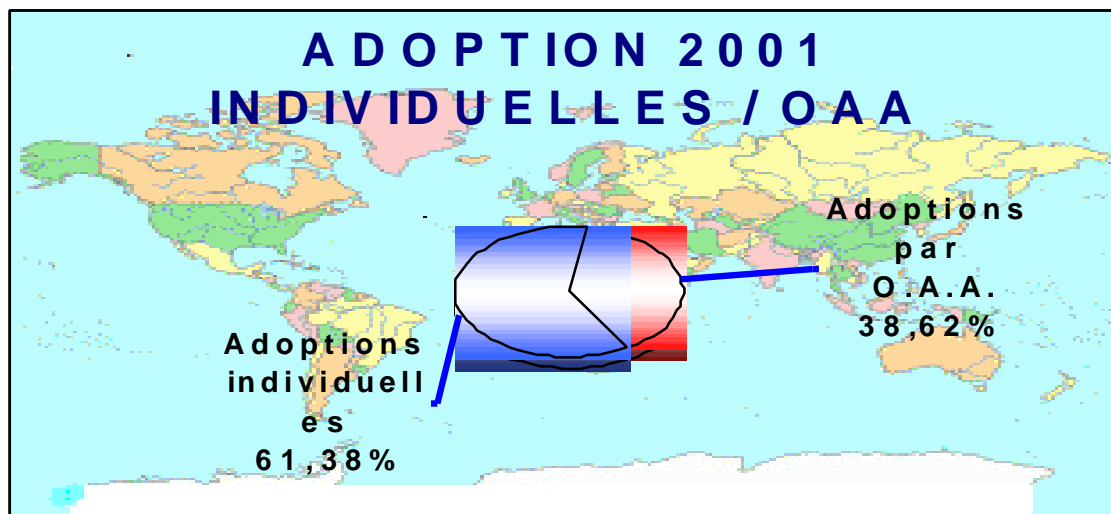 ADOPTION 2001
INDIVIDUELLES / OAA
Adoptions
par
O.A.A.
38,62%
Adoptions
individuell
es
61,38%